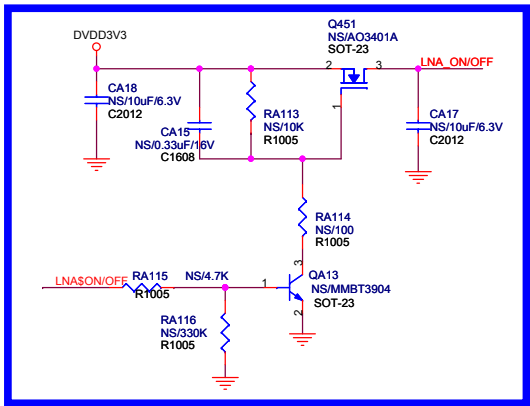 Q451
NS/AO3401A
SOT-23
DVDD3V3
2
3
LNA_ON/OFF
1
CA18
NS/10uF/6.3V
C2012
CA15
NS/0.33uF/16V
C1608
RA113
NS/10K
R1005
CA17
NS/10uF/6.3V
C2012
RA114
NS/100
R1005
3
LNA$ON/OFF
RA115
R1005
NS/4.7K
1
QA13
NS/MMBT3904
SOT-23
2
RA116
NS/330K
R1005